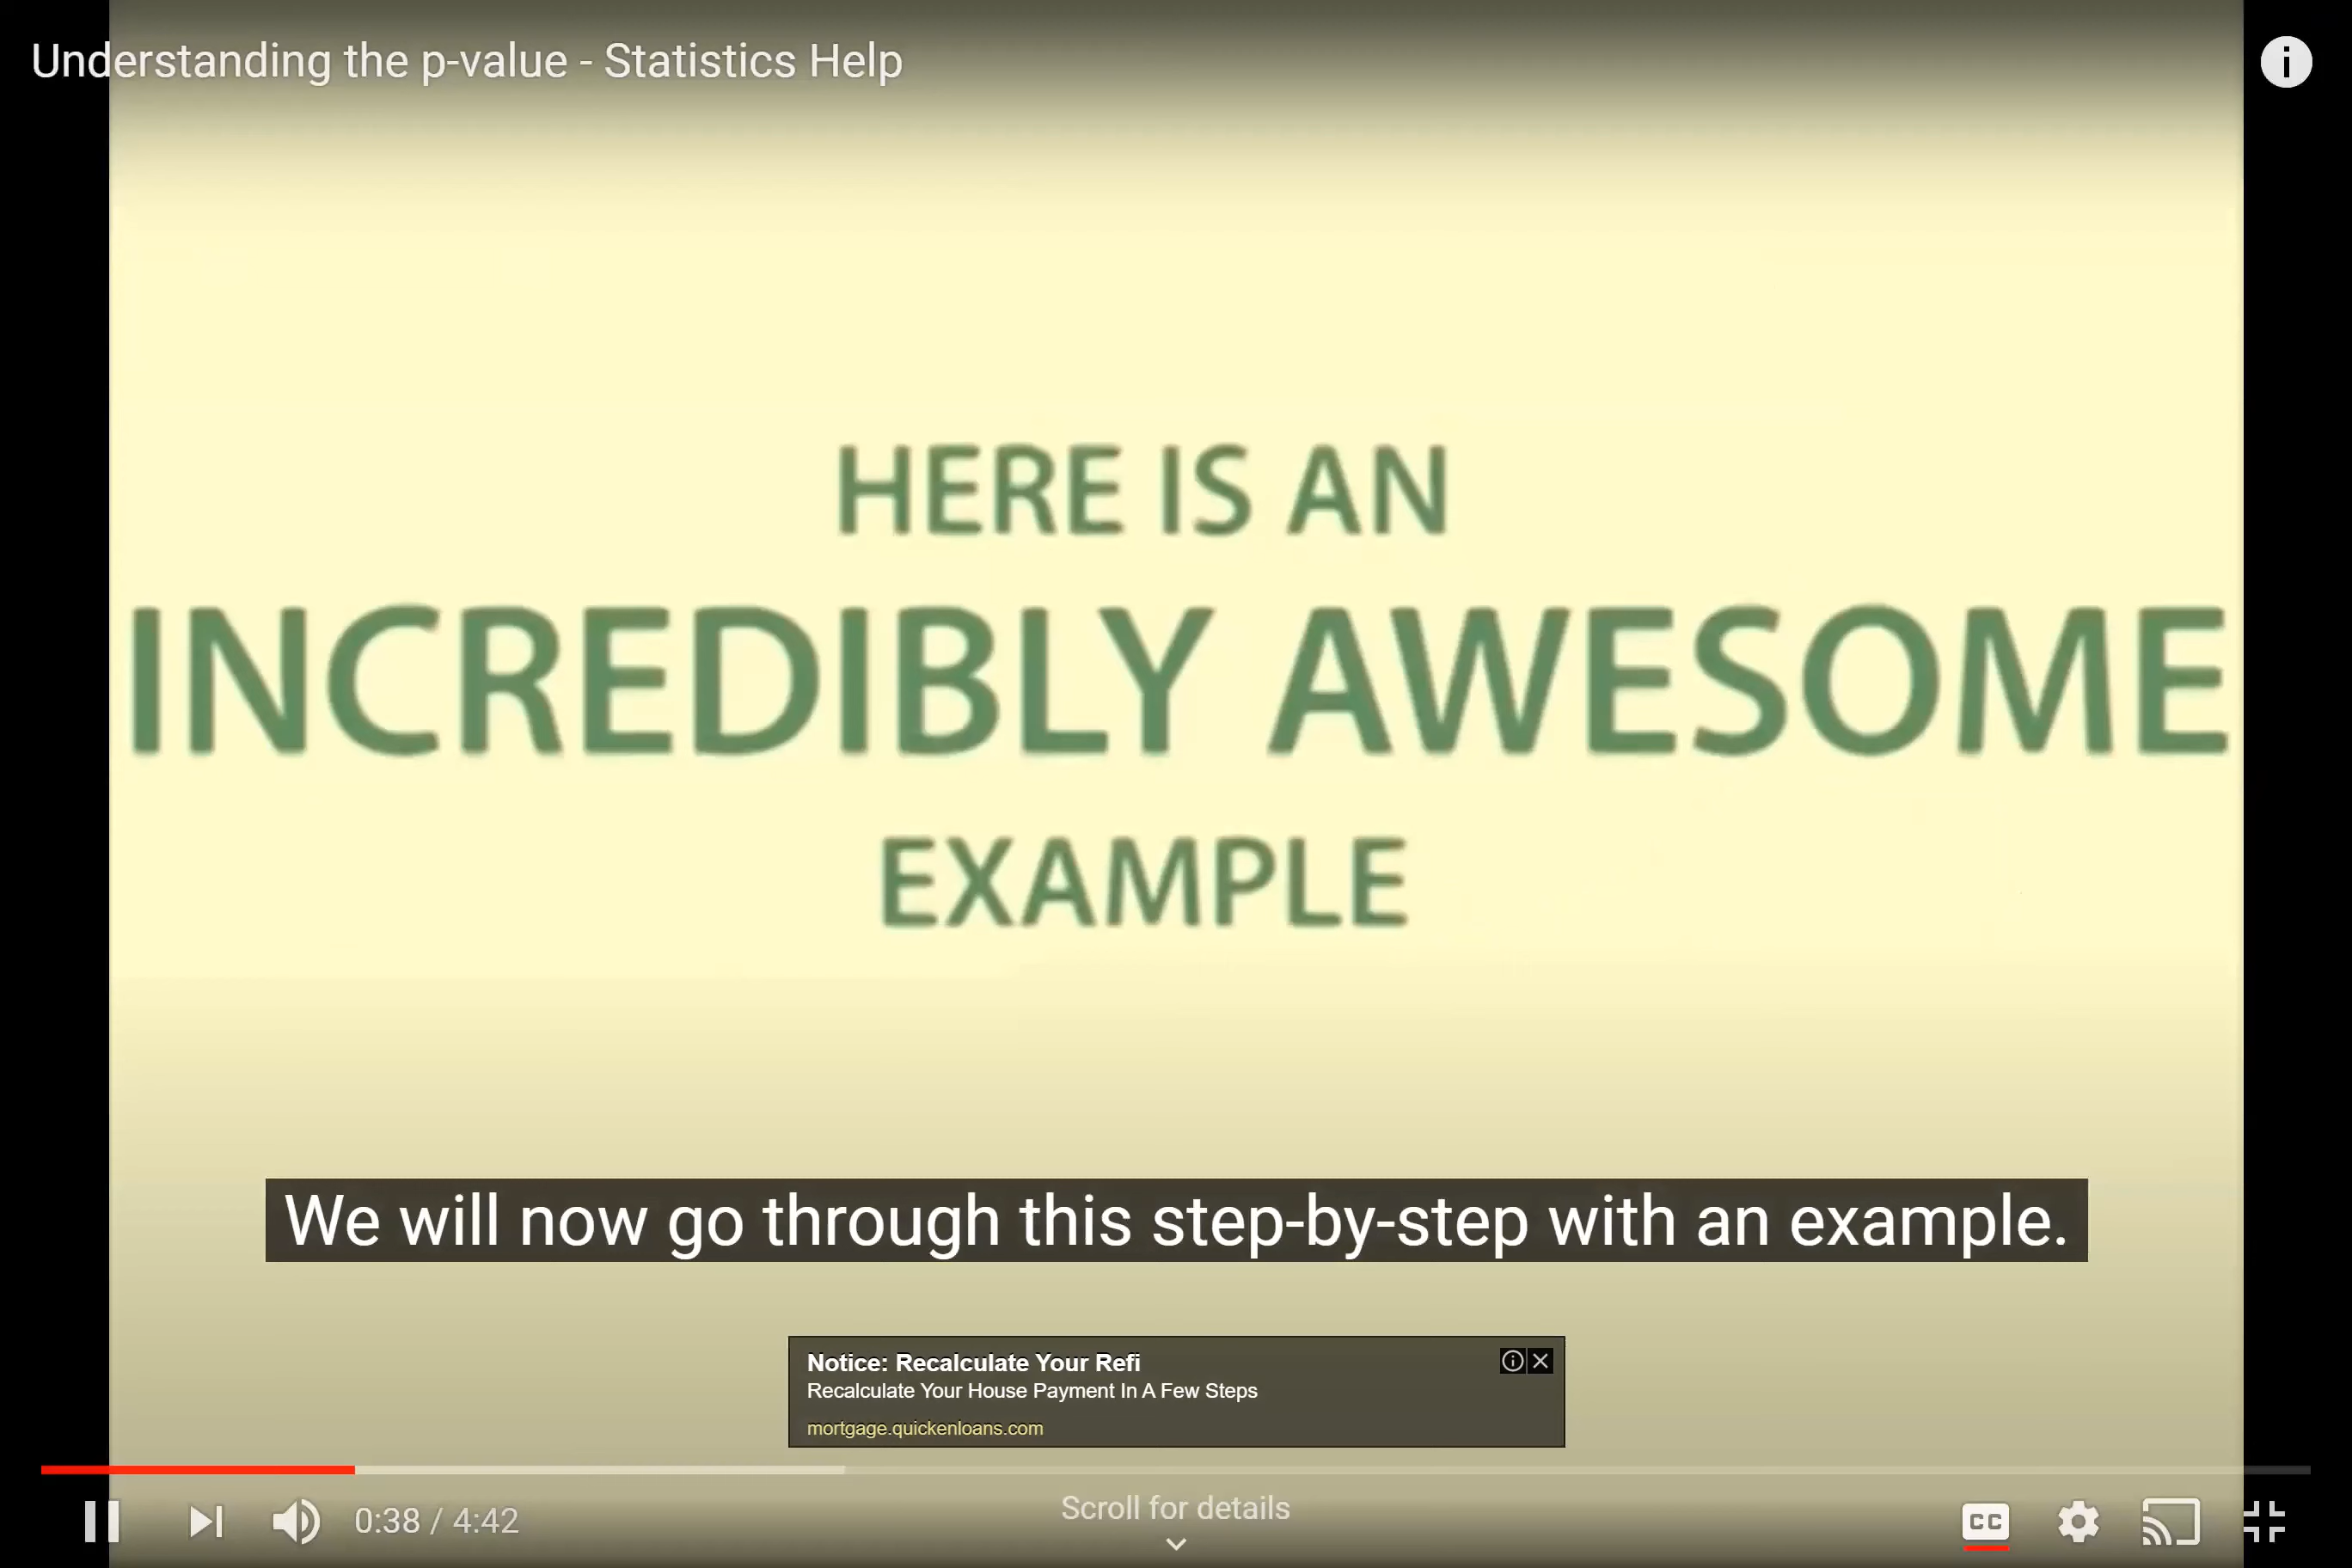 Understanding the p-value - Statistics Help
HERE IS AN
INCREDIBLY AWESOME
EXAMPLE
We will now go through this step-by-step with an example.
Notice: Recalculate Your Refi
Recalculate Your House Payment In A Few Steps
mortgage.quickenloans.com
0:38 / 4:42
Scroll for details
CC